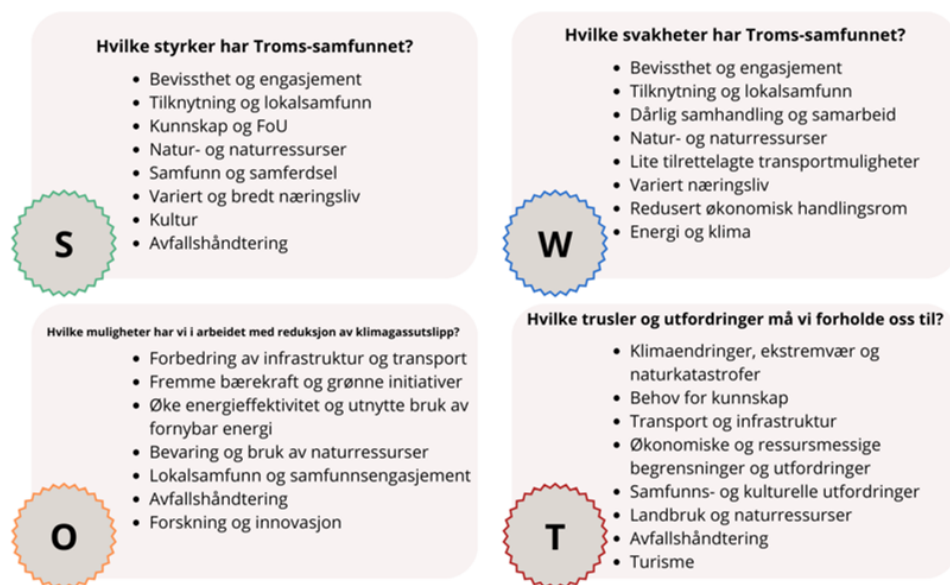 Hvilke styrker har Troms-samfunnet?
• Bevissthet og engasjement
• Tilknytning og lokalsamfunn
• Kunnskap og FoU
• Natur- og naturressurser
• Samfunn og samferdsel
• Variert og bredt næringsliv
• Kultur
• Avfallshåndtering
S
Hvilke svakheter har Troms-samfunnet?
• Bevissthet og engasjement
• Tilknytning og lokalsamfunn
• Dårlig samhandling og samarbeid
• Natur- og naturressurser
• Lite tilrettelagte transportmuligheter
• Variert næringsliv
• Redusert økonomisk handlingsrom
• Energi og klima
W
Hvilke muligheter har vi i arbeidet med reduksjon av klimagassutslipp?
• Forbedring av infrastruktur og transport
• Fremme bærekraft og grønne initiativer
• Øke energieffektivitet og utnytte bruk av
fornybar energi
• Bevaring og bruk av naturressurser
• Lokalsamfunn og samfunnsengasjement
• Avfallshåndtering
• Forskning og innovasjon
O
Hvilke trusler og utfordringer må vi forholde oss til?
• Klimaendringer, ekstremvær og
naturkatastrofer
• Behov for kunnskap
• Transport og infrastruktur
• Økonomiske og ressursmessige
begrensninger og utfordringer
• Samfunns- og kulturelle utfordringer
• Landbruk og naturressurser
• Avfallshåndtering
• Turisme
T